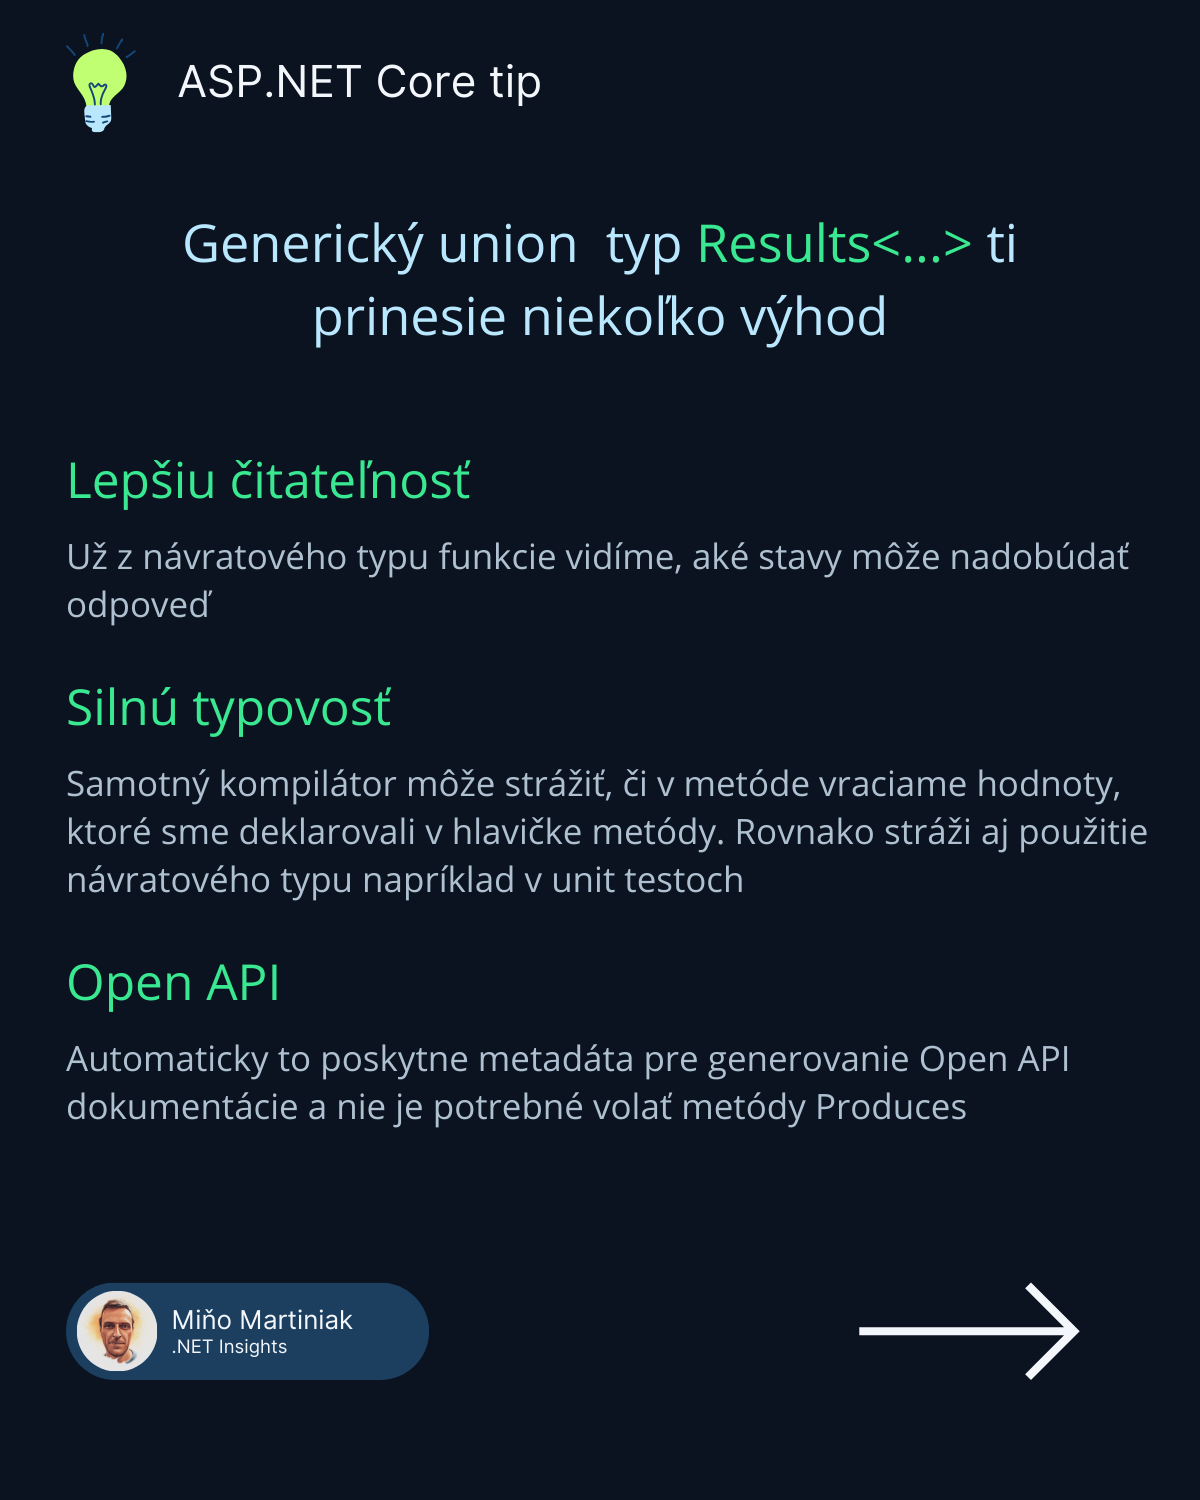 ASP.NET Core tip
Generický union  typ Results<...> ti
prinesie niekoľko výhod
Lepšiu čitateľnosť
Už z návratového typu funkcie vidíme, aké stavy môže nadobúdať
odpoveď
Silnú typovosť
Samotný kompilátor môže strážiť, či v metóde vraciame hodnoty,
ktoré sme deklarovali v hlavičke metódy. Rovnako stráži aj použitie
návratového typu napríklad v unit testoch
Open API
Automaticky to poskytne metadáta pre generovanie Open API
dokumentácie a nie je potrebné volať metódy Produces
Miňo Martiniak
.NET Insights